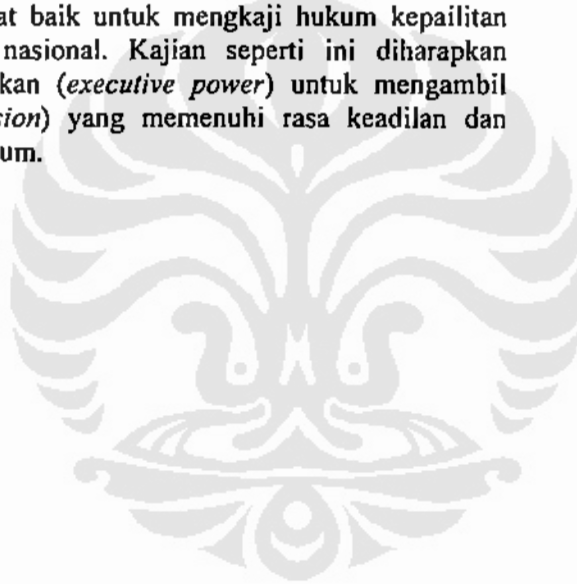 at baik untuk mengkaji hukum kepailitan
nasional. Kajian seperti ini diharapkan
kan (executive power) untuk mengambil
sion) yang memenuhi rasa keadilan dan
um.